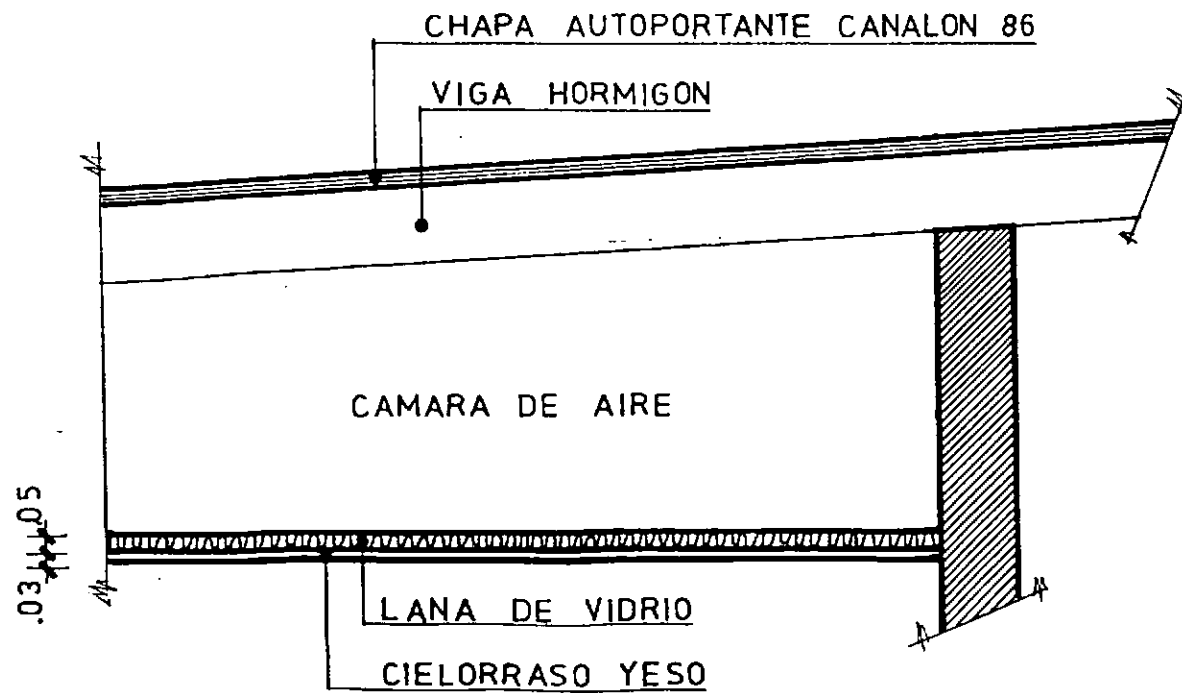 CHAPA AUTOPORTANTE CANALON 86
VIGA HORMIGON
CAMARA DE AIRE
.03 .05
LANA DE VIDRIO
CIELORRASO YESO